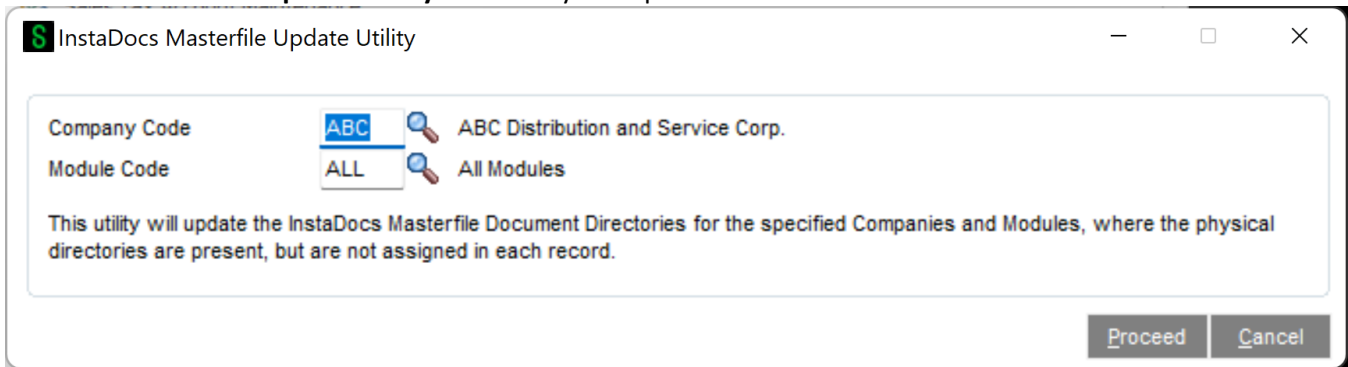 InstaDocs Masterfile Update Utility
Company Code ABC ABC Distribution and Service Corp.
Module Code ALL All Modules
This utility will update the InstaDocs Masterfile Document Directories for the specified Companies and Modules, where the physical
directories are present, but are not assigned in each record.
Proceed Cancel